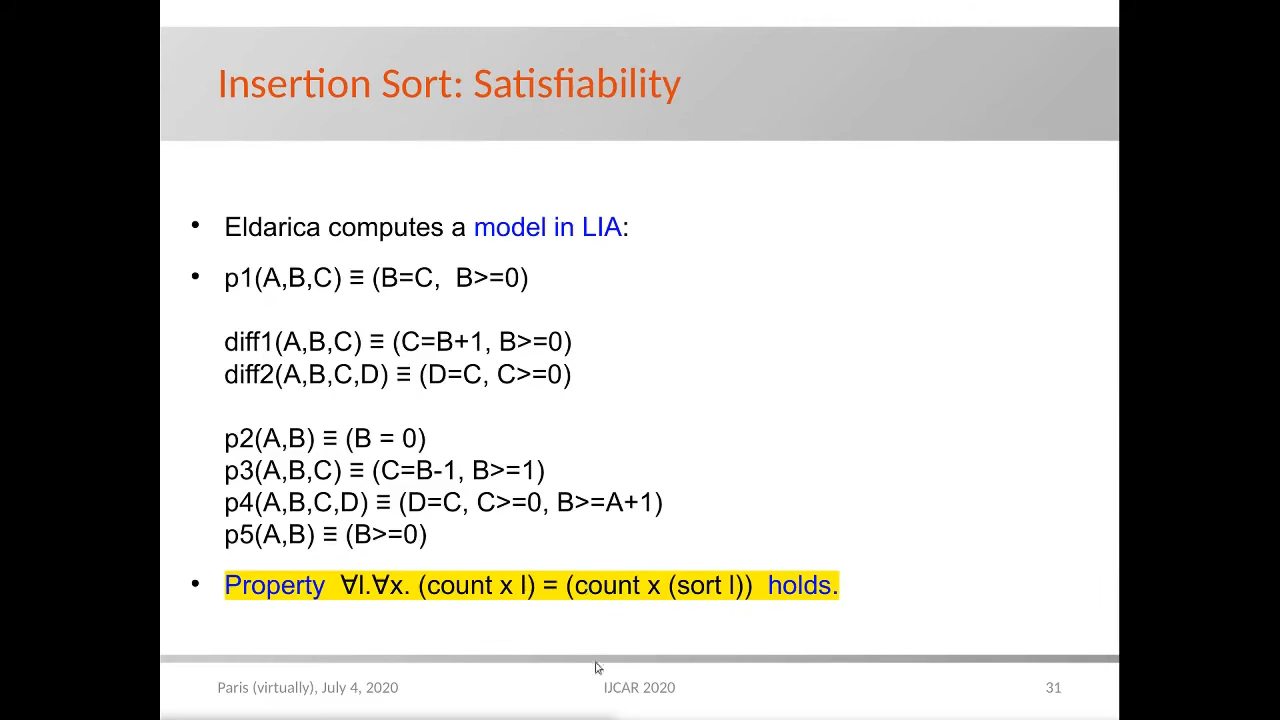 Insertion Sort: Satisfiability
• Eldarica computes a model in LIA:
• p1(A,B,C) ≡ (B=C, B>=0)
diff1(A,B,C) ≡ (C=B+1, B>=0)
diff2(A,B,C,D) ≡ (D=C, C>=0)
p2(A,B) ≡ (B = 0)
p3(A,B,C) ≡ (C=B-1, B>=1)
p4(A,B,C,D) ≡ (D=C, C>=0, B>=A+1)
p5(A,B) ≡ (B>=0)
• Property ∀l.∀x. (count x l) = (count x (sort l)) holds.
Paris (virtually), July 4, 2020
IJCAR 2020
31